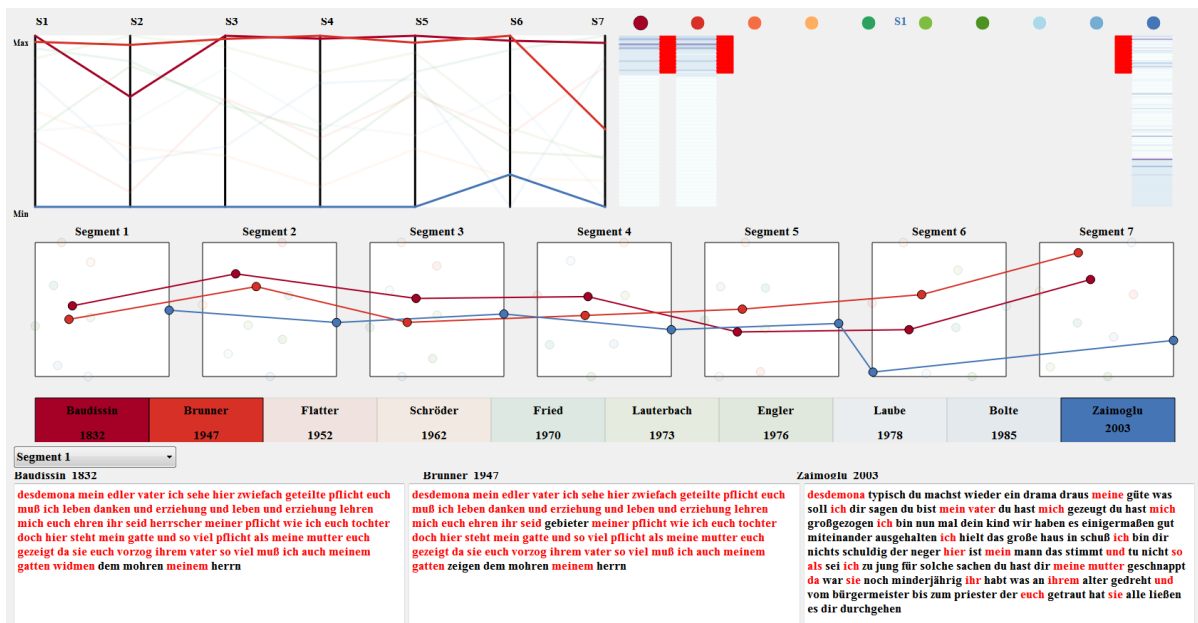 S1 S2 S3 S4 S5 S6 S7 S1
Max
Min
Segment 1 Segment 2 Segment 3 Segment 4 Segment 5 Segment 6 Segment 7
Baudissin Brunner Flatter Schröder Fried Lauterbach Engler Laube Bolte Zaimoglu
1832 1947 1952 1962 1970 1973 1976 1978 1985 2003
Segment 1
Baudissin 1832
desdemona mein edler vater ich sehe hier zwiefach geteilte pflicht euch
muß ich leben danken und erziehung und leben und erziehung lehren
mich euch ehren ihr seid herrscher meiner pflicht wie ich euch tochter
doch hier steht mein gatte und so viel pflicht als meine mutter euch
gezeigt da sie euch vorzog ihrem vater so viel muß ich auch meinem
gatten widmen dem mohren meinem herrn
Brunner 1947
desdemona mein edler vater ich sehe hier zwiefach geteilte pflicht euch
muß ich leben danken und erziehung und leben und erziehung lehren
mich euch ehren ihr seid gebieter meiner pflicht wie ich euch tochter
doch hier steht mein gatte und so viel pflicht als meine mutter euch
gezeigt da sie euch vorzog ihrem vater so viel muß ich auch meinem
gatten zeigen dem mohren meinem herrn
Zaimoglu 2003
desdemona typisch du machst wieder ein drama draus meine güte was
soll ich dir sagen du bist mein vater du hast mich gezeugt du hast mich
großgezogen ich bin nun mal dein kind wir haben es einigermaßen gut
miteinander ausgehalten ich hielt das große haus in schuß ich bin dir
nichts schuldig der neger hier ist mein mann das stimmt und tu nicht so
als sei ich zu jung für solche sachen du hast dir meine mutter geschnappt
da war sie noch minderjährig ihr habt was an ihrem alter gedreht und
vom bürgermeister bis zum priester der euch getraut hat sie alle ließen
es dir durchgehen